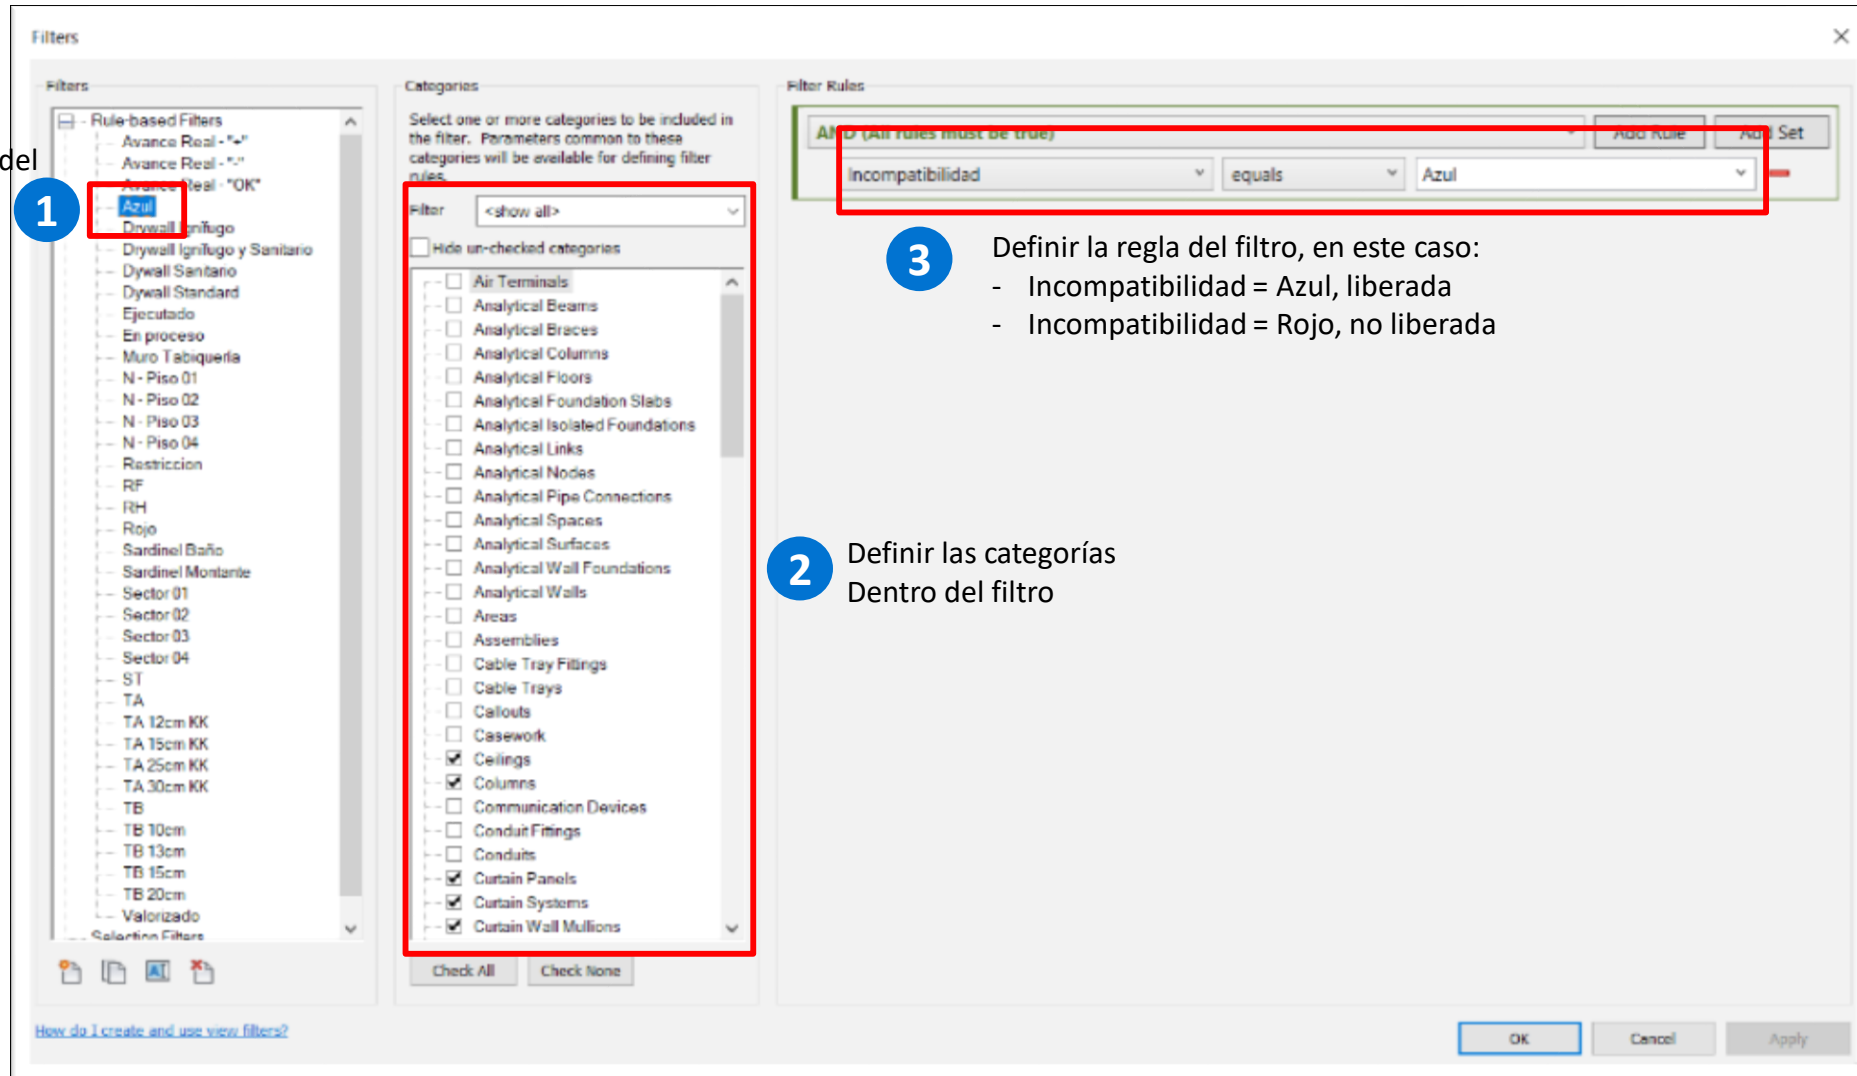 Filters
Filters
Rule-based Filters
Avance Real - "+"
Avance Real - "-"
Avance Real - "OK"
Azul
Drywall Ignífugo
Drywall Ignífugo y Sanitario
Dywall Sanitario
Dywall Standard
Ejecutado
En proceso
Muro Tabiquería
N - Piso 01
N - Piso 02
N - Piso 03
N - Piso 04
Restriccion
RF
RH
Rojo
Sardinel Baño
Sardinel Montante
Sector 01
Sector 02
Sector 03
Sector 04
ST
TA
TA 12cm KK
TA 15cm KK
TA 25cm KK
TA 30cm KK
TB
TB 10cm
TB 13cm
TB 15cm
TB 20cm
Valorizado
Selection Filters
del
1
How do I create and use view filters?
Categories
Select one or more categories to be included in
the filter. Parameters common to these
categories will be available for defining filter
rules.
Filter <show all>
Hide un-checked categories
Air Terminals
Analytical Beams
Analytical Braces
Analytical Columns
Analytical Floors
Analytical Foundation Slabs
Analytical Isolated Foundations
Analytical Links
Analytical Nodes
Analytical Pipe Connections
Analytical Spaces
Analytical Surfaces
Analytical Wall Foundations
Analytical Walls
Areas
Assemblies
Cable Tray Fittings
Cable Trays
Callouts
Casework
Ceilings
Columns
Communication Devices
Conduit Fittings
Conduits
Curtain Panels
Curtain Systems
Curtain Wall Mullions
Check All Check None
Filter Rules
AND (All rules must be true) Add Rule Add Set
Incompatibilidad equals Azul
3
Definir la regla del filtro, en este caso:
- Incompatibilidad = Azul, liberada
- Incompatibilidad = Rojo, no liberada
2
Definir las categorías
Dentro del filtro
OK Cancel Apply